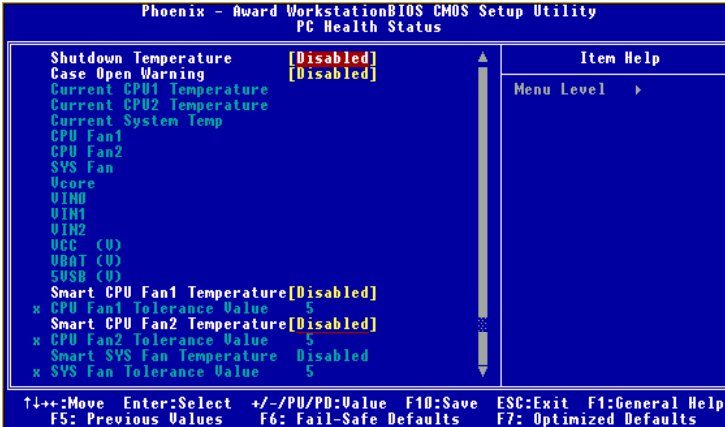 Phoenix - Award WorkstationBIOS CMOS Setup Utility
PC Health Status
Shutdown Temperature [Disabled]
Case Open Warning [Disabled]
Current CPU1 Temperature
Current CPU2 Temperature
Current System Temp
CPU Fan1
CPU Fan2
SYS Fan
Vcore
VIN0
VIN1
VIN2
VCC (V)
VBAT (V)
5VSB (V)
Smart CPU Fan1 Temperature[Disabled]
x CPU Fan1 Tolerance Value 5
Smart CPU Fan2 Temperature[Disabled]
x CPU Fan2 Tolerance Value 5
Smart SYS Fan Temperature Disabled
x SYS Fan Tolerance Value 5
Item Help
Menu Level ▸
↑↓→←:Move Enter:Select +/-/PU/PD:Value F10:Save ESC:Exit F1:General Help
F5: Previous Values F6: Fail-Safe Defaults F7: Optimized Defaults